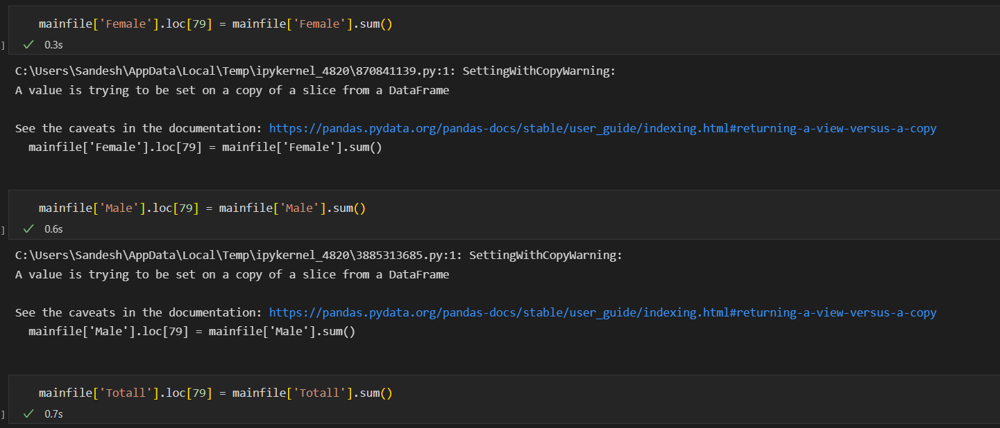 mainfile['Female'].loc[79] = mainfile['Female'].sum()
] ✓ 0.3s
C:\Users\Sandesh\AppData\Local\Temp\ipykernel_4820\870841139.py:1: SettingWithCopyWarning:
A value is trying to be set on a copy of a slice from a DataFrame
See the caveats in the documentation: https://pandas.pydata.org/pandas-docs/stable/user_guide/indexing.html#returning-a-view-versus-a-copy
mainfile['Female'].loc[79] = mainfile['Female'].sum()
mainfile['Male'].loc[79] = mainfile['Male'].sum()
] ✓ 0.6s
C:\Users\Sandesh\AppData\Local\Temp\ipykernel_4820\3885313685.py:1: SettingWithCopyWarning:
A value is trying to be set on a copy of a slice from a DataFrame
See the caveats in the documentation: https://pandas.pydata.org/pandas-docs/stable/user_guide/indexing.html#returning-a-view-versus-a-copy
mainfile['Male'].loc[79] = mainfile['Male'].sum()
mainfile['Totall'].loc[79] = mainfile['Totall'].sum()
] ✓ 0.7s